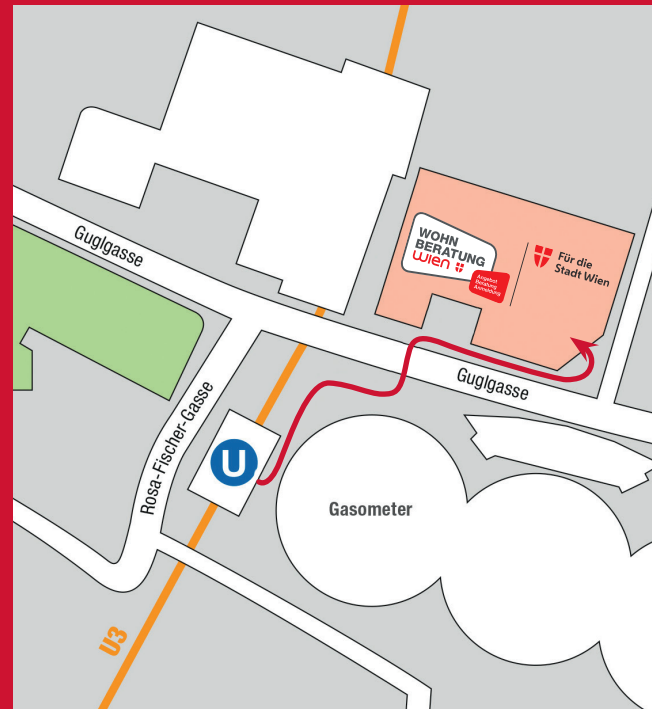 WOHN
BERATUNG
wien
Angebot
Beratung
Anmeldung
Für die
Stadt Wien
Guglgasse
Guglgasse
Rosa-Fischer-Gasse
U
Gasometer
U3